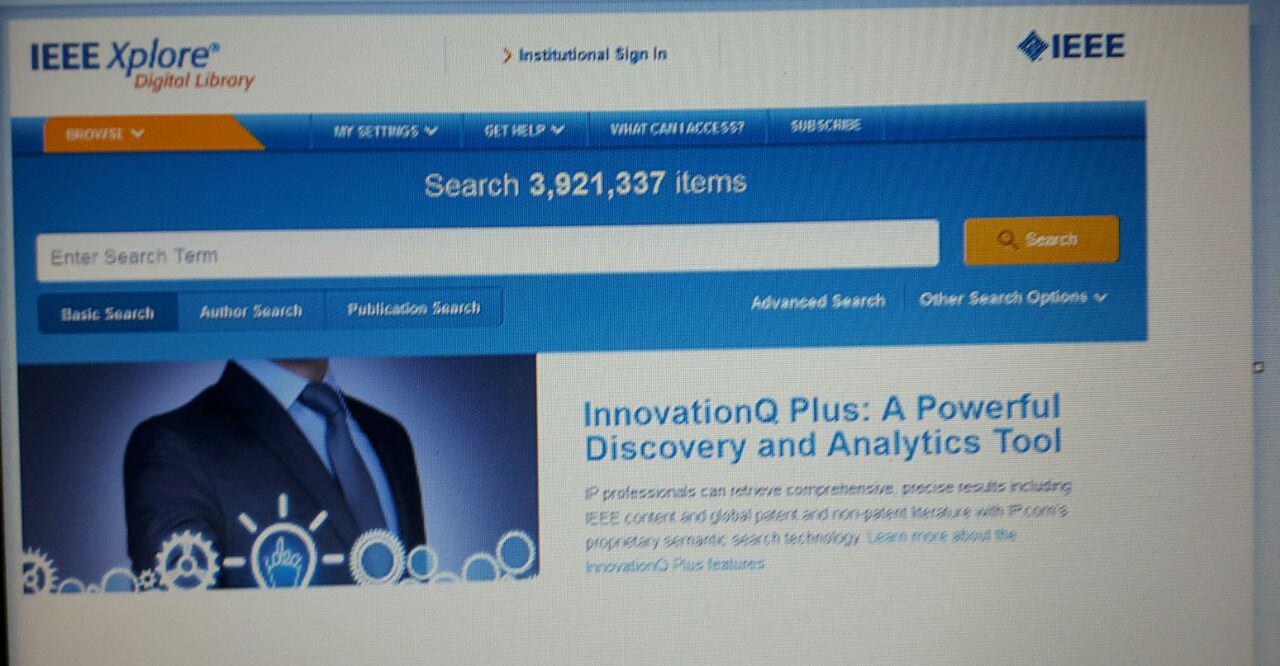 IEEE Xplore®
Digital Library
Institutional Sign In
IEEE
BROWSE
MY SETTINGS
GET HELP
WHAT CAN I ACCESS?
SUBSCRIBE
Search 3,921,337 items
Enter Search Term
Search
Basic Search
Author Search
Publication Search
Advanced Search
Other Search Options
idea
InnovationQ Plus: A Powerful
Discovery and Analytics Tool
IP professionals can retrieve comprehensive, precise results including
IEEE content and global patent and non-patent literature with IP.com's
proprietary semantic search technology. Learn more about the
InnovationQ Plus features